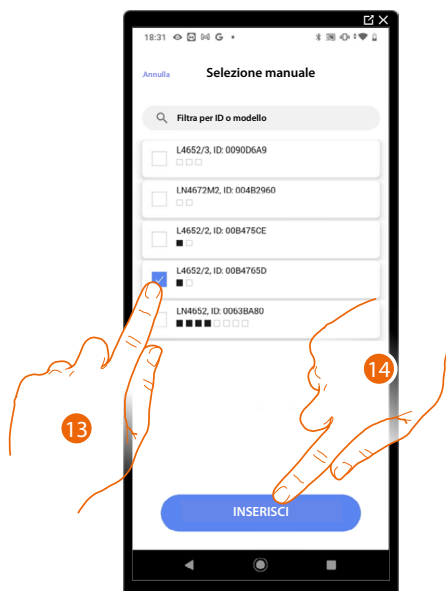 18:31 G
Annulla Selezione manuale
Filtra per ID o modello
L4652/3, ID: 0090D6A9
LN4672M2, ID: 004B2960
L4652/2, ID: 00B475CE
L4652/2, ID: 00B4765D
LN4652, ID: 0063BA80
14
13
INSERISCI